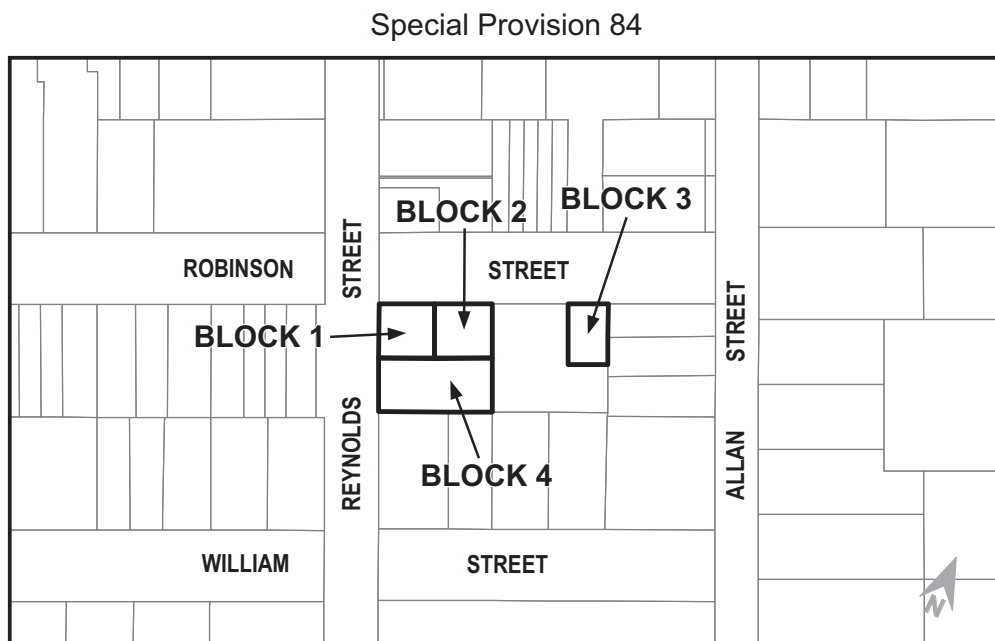 Special Provision 84
BLOCK 2
BLOCK 3
ROBINSON
STREET
STREET
BLOCK 1
STREET
REYNOLDS
BLOCK 4
ALLAN
WILLIAM
STREET
N